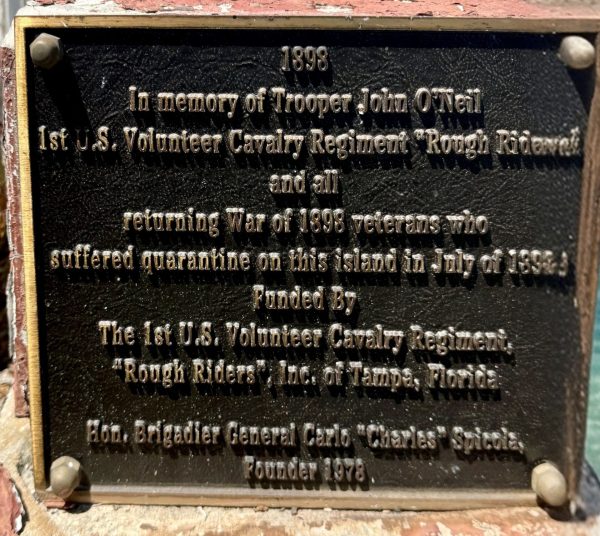 1898
In memory of Trooper John O'Neil
1st U.S. Volunteer Cavalry Regiment "Rough Riders"
and all
returning War of 1898 veterans who
suffered quarantine on this island in July of 1898.
Funded By
The 1st U.S. Volunteer Cavalry Regiment,
"Rough Riders", Inc. of Tampa, Florida
Hon. Brigadier General Carlo "Charles" Spicola,
Founder 1978